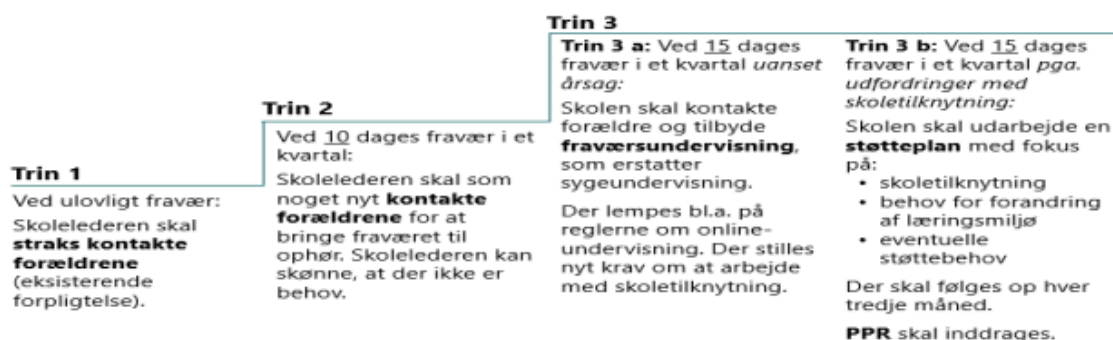 Trin 1
Ved ulovligt fravær:
Skolelederen skal
straks kontakte
forældrene
(eksisterende
forpligtelse).
Trin 2
Ved 10 dages fravær i et
kvartal:
Skolelederen skal som
noget nyt kontakte
forældrene for at
bringe fraværet til
ophør. Skolelederen kan
skønne, at der ikke er
behov.
Trin 3
Trin 3 a: Ved 15 dages
fravær i et kvartal uanset
årsag:
Skolen skal kontakte
forældre og tilbyde
fraværsundervisning,
som erstatter
sygeundervisning.
Der lempes bl.a. på
reglerne om online-
undervisning. Der stilles
nyt krav om at arbejde
med skoletilknytning.
Trin 3 b: Ved 15 dages
fravær i et kvartal pga.
udfordringer med
skoletilknytning:
Skolen skal udarbejde en
støtteplan med fokus
på:
• skoletilknytning
• behov for forandring
af læringsmiljø
• eventuelle
støttebehov
Der skal følges op hver
tredje måned.
PPR skal inddrages.